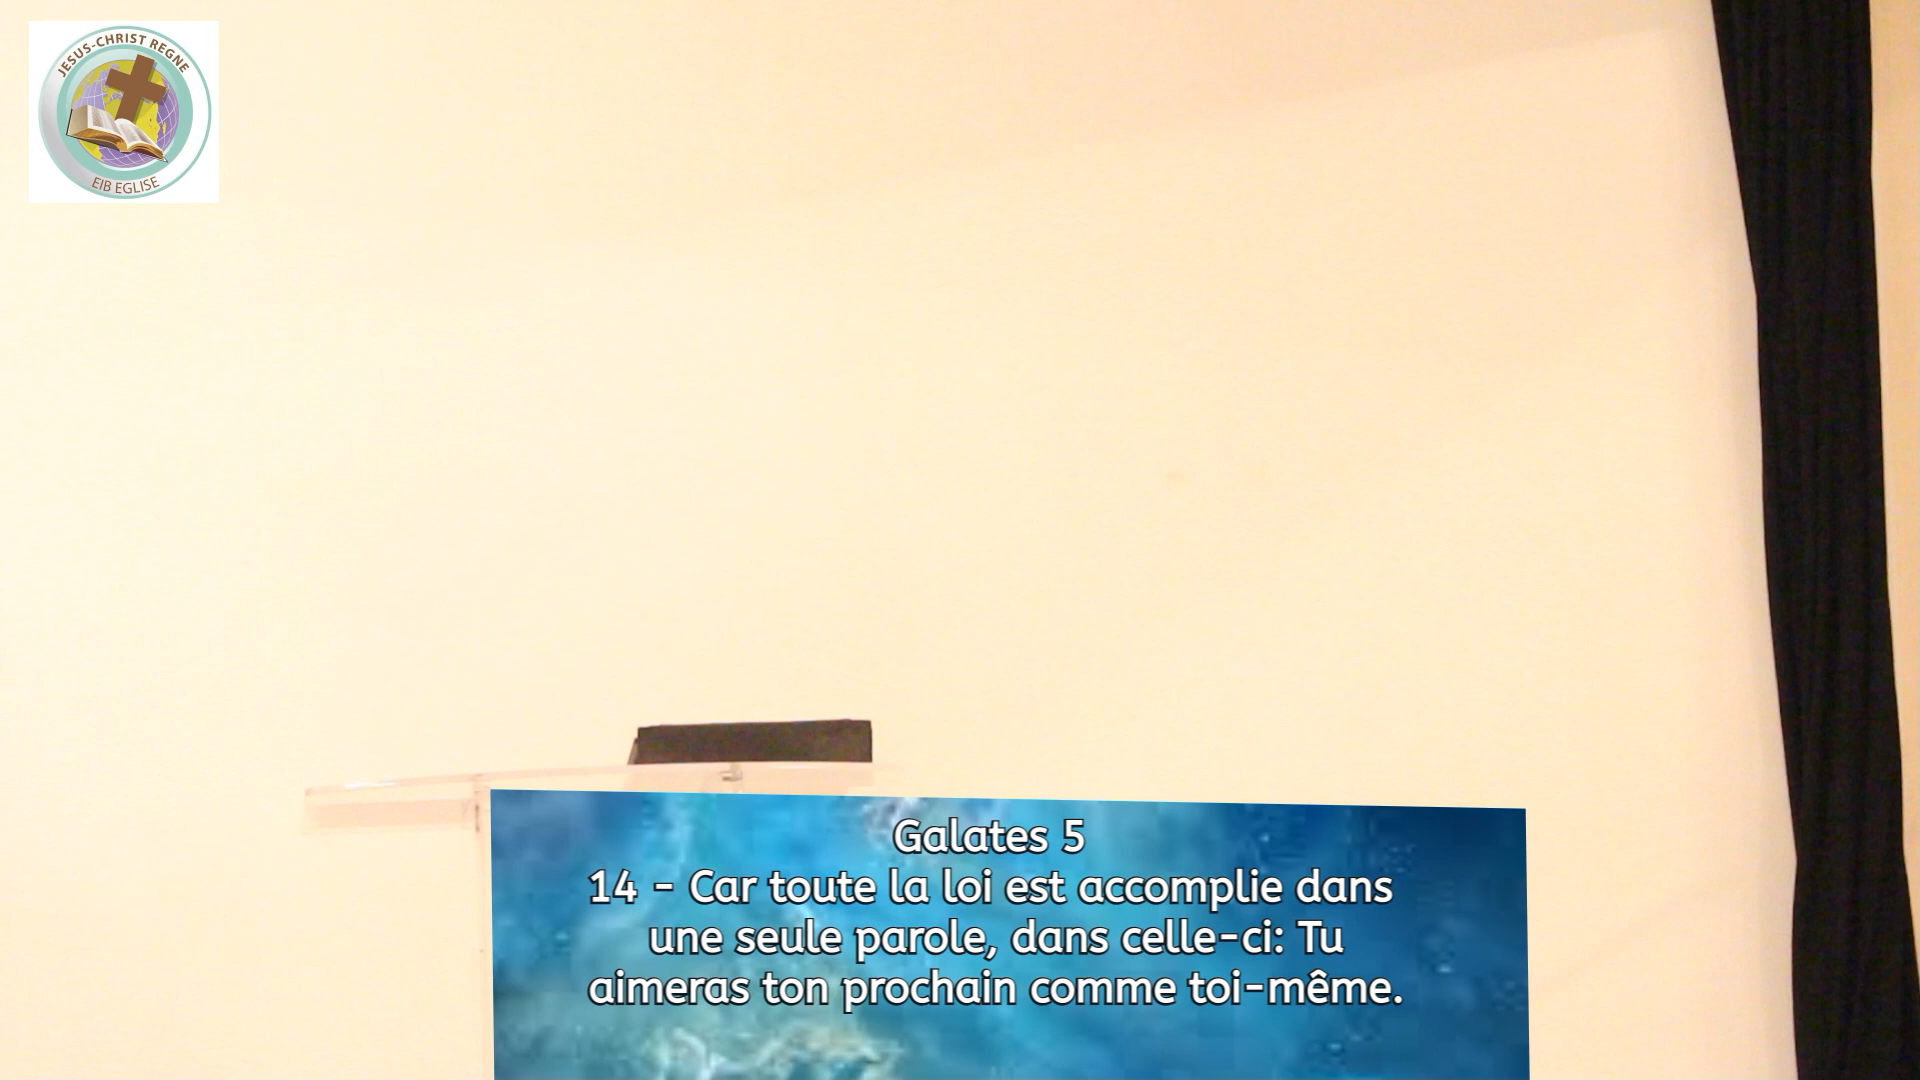 JESUS-CHRIST REGNE
EIB EGLISE
Galates 5
14 - Car toute la loi est accomplie dans
une seule parole, dans celle-ci: Tu
aimeras ton prochain comme toi-même.